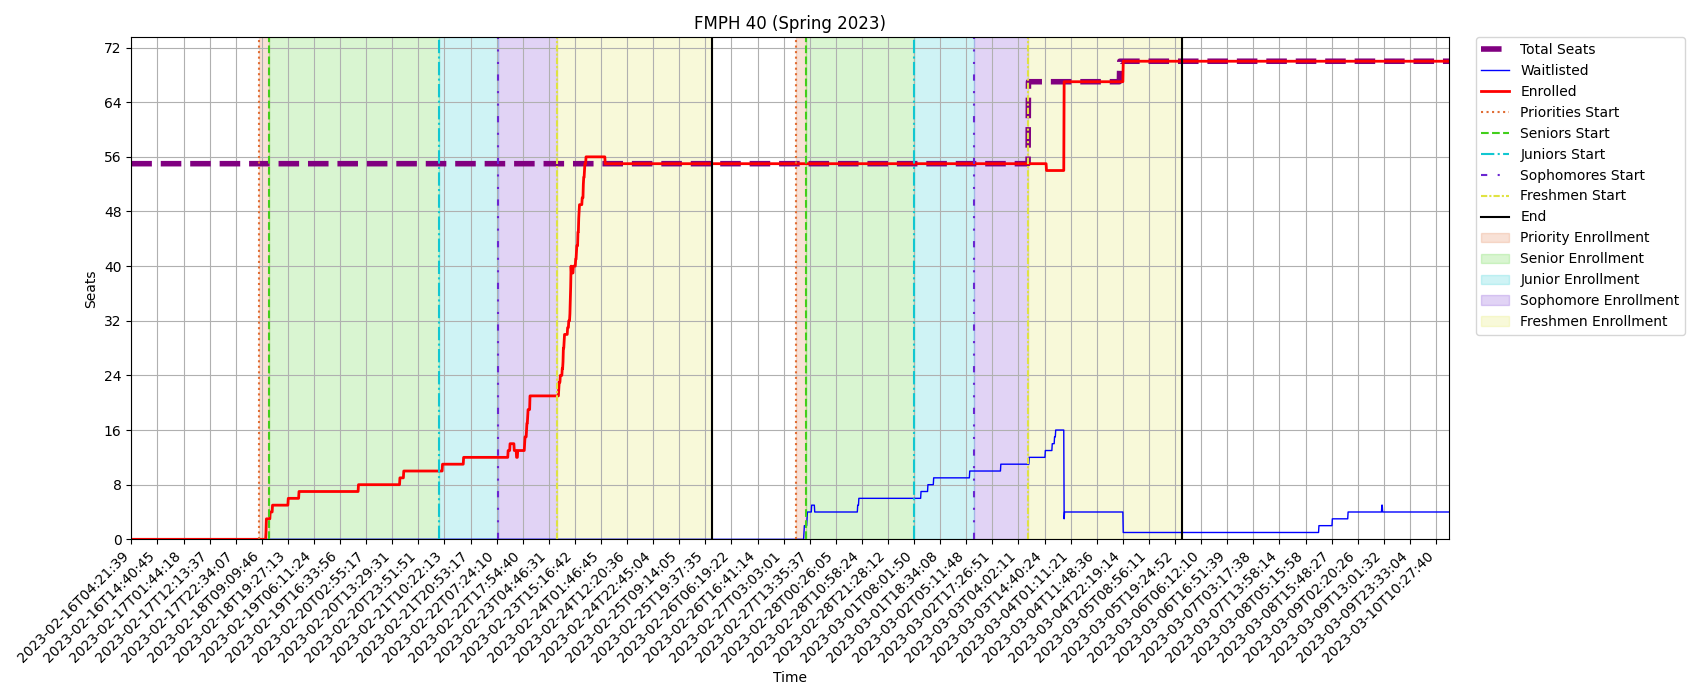 FMPH 40 (Spring 2023)
72
64
56
48
40
32
24
16
8
0
Seats
2023-02-16T04:21:39
2023-02-16T14:40:45
2023-02-17T01:44:18
2023-02-17T12:13:37
2023-02-17T22:34:07
2023-02-18T09:09:46
2023-02-18T19:27:13
2023-02-19T06:11:24
2023-02-19T16:33:56
2023-02-20T02:55:17
2023-02-20T13:29:31
2023-02-20T23:51:51
2023-02-21T10:22:13
2023-02-21T20:53:17
2023-02-22T07:24:10
2023-02-22T17:54:40
2023-02-23T04:46:31
2023-02-23T15:16:42
2023-02-24T01:46:45
2023-02-24T12:20:36
2023-02-24T22:45:04
2023-02-25T09:14:05
2023-02-25T19:37:35
2023-02-26T06:19:22
2023-02-26T16:41:14
2023-02-27T03:03:01
2023-02-27T13:35:37
2023-02-28T00:26:05
2023-02-28T10:58:24
2023-02-28T21:28:12
2023-03-01T08:01:50
2023-03-01T18:34:08
2023-03-02T05:11:48
2023-03-02T17:26:51
2023-03-03T04:02:11
2023-03-03T14:40:24
2023-03-04T01:11:21
2023-03-04T11:48:36
2023-03-04T22:19:14
2023-03-05T08:56:11
2023-03-05T19:24:52
2023-03-06T06:12:10
2023-03-06T16:51:39
2023-03-07T03:17:38
2023-03-07T13:58:14
2023-03-08T05:15:58
2023-03-08T15:48:27
2023-03-09T02:20:26
2023-03-09T13:01:32
2023-03-09T23:33:04
2023-03-10T10:27:40
Time
Total Seats
Waitlisted
Enrolled
Priorities Start
Seniors Start
Juniors Start
Sophomores Start
Freshmen Start
End
Priority Enrollment
Senior Enrollment
Junior Enrollment
Sophomore Enrollment
Freshmen Enrollment